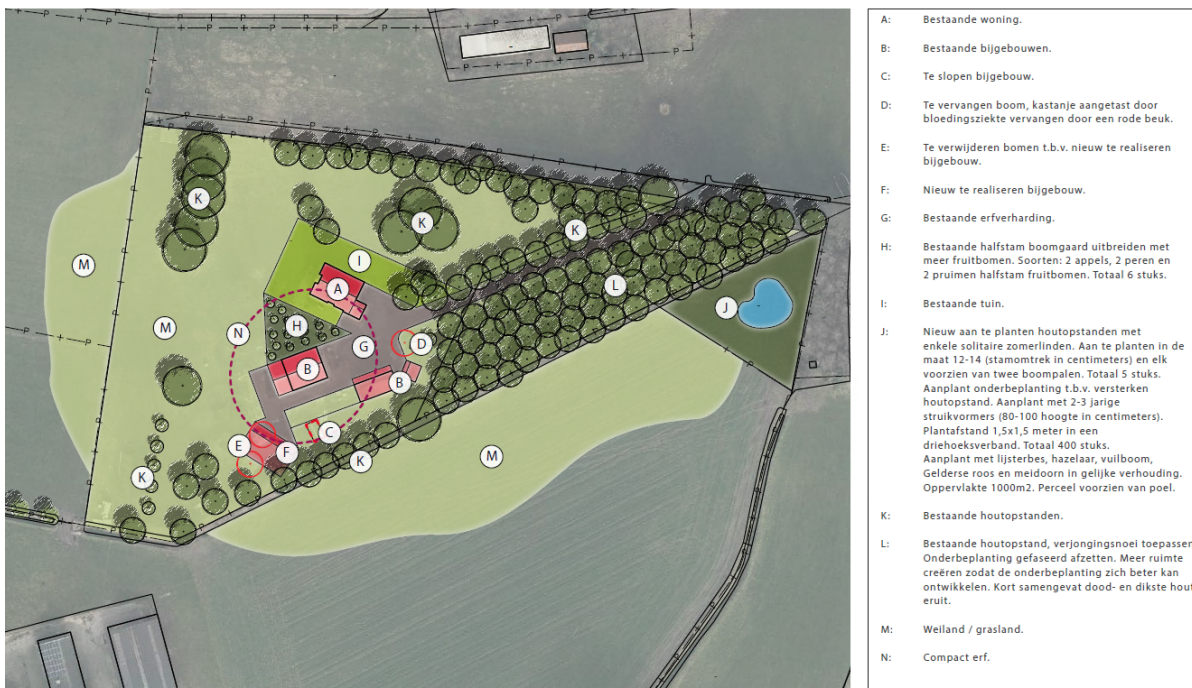 K
K
K
M
I
L
A
J
M
N
H
G
D
B
B
C
E
F
K
M
K
A: Bestaande woning.
B: Bestaande bijgebouwen.
C: Te slopen bijgebouw.
D: Te vervangen boom, kastanje aangetast door
bloedingsziekte vervangen door een rode beuk.
E: Te verwijderen bomen t.b.v. nieuw te realiseren
bijgebouw.
F: Nieuw te realiseren bijgebouw.
G: Bestaande erfverharding.
H: Bestaande halfstam boomgaard uitbreiden met
meer fruitbomen. Soorten: 2 appels, 2 peren en
2 pruimen halfstam fruitbomen. Totaal 6 stuks.
I: Bestaande tuin.
J: Nieuw aan te planten houtopstanden met
enkele solitaire zomerlinden. Aan te planten in de
maat 12-14 (stamomtrek in centimeters) en elk
voorzien van twee boompalen. Totaal 5 stuks.
Aanplant onderbeplanting t.b.v. versterken
houtopstand. Aanplant met 2-3 jarige
struikvormers (80-100 hoogte in centimeters).
Plantafstand 1,5x1,5 meter in een
driehoeksverband. Totaal 400 stuks.
Aanplant met lijsterbes, hazelaar, vuilboom,
Gelderse roos en meidoorn in gelijke verhouding.
Oppervlakte 1000m2. Perceel voorzien van poel.
K: Bestaande houtopstanden.
L: Bestaande houtopstand, verjongingsnoei toepassen
Onderbeplanting gefaseerd afzetten. Meer ruimte
creëren zodat de onderbeplanting zich beter kan
ontwikkelen. Kort samengevat dood- en dikste hout
eruit.
M: Weiland / grasland.
N: Compact erf.